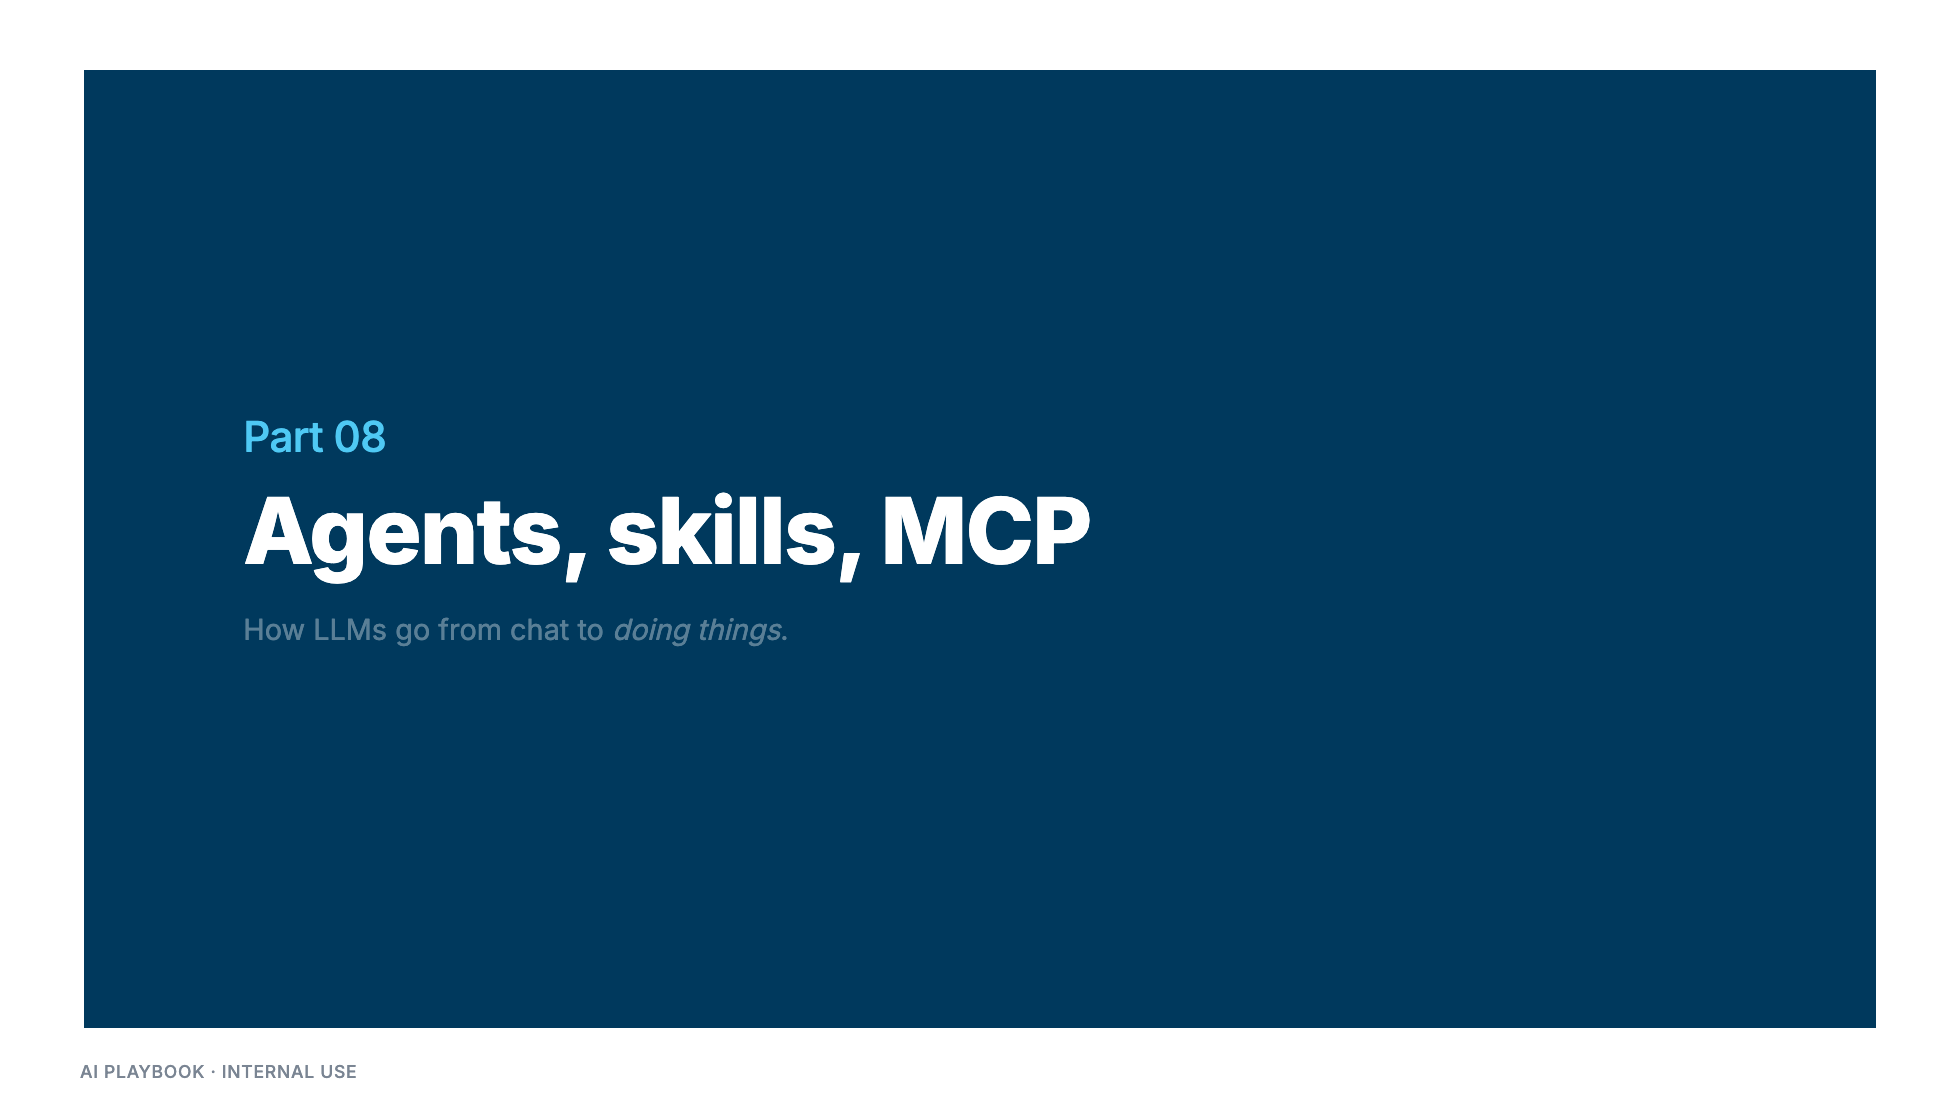 Part 08
Agents, skills, MCP
How LLMs go from chat to doing things.
AI PLAYBOOK · INTERNAL USE